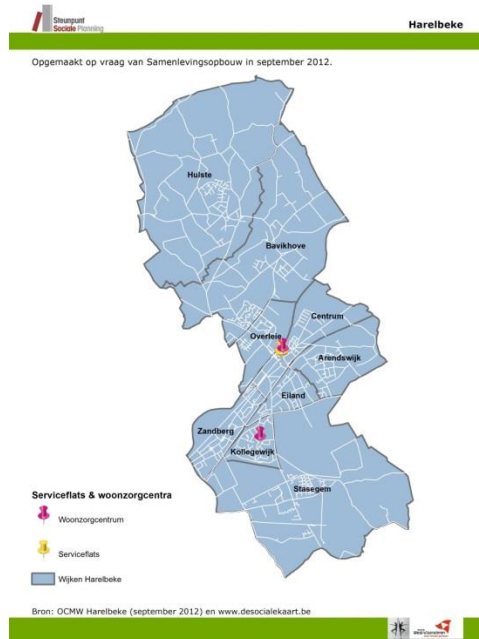 Steunpunt
Sociale Planning
Harelbeke
Opgemaakt op vraag van Samenlevingsopbouw in september 2012.
Hulste
Bavikhove
Centrum
Overleie
Arendswijk
Eiland
Zandberg
Kollegewijk
Stasegem
Serviceflats & woonzorgcentra
Woonzorgcentrum
Serviceflats
Wijken Harelbeke
Bron: OCMW Harelbeke (september 2012) en www.desocialekaart.be